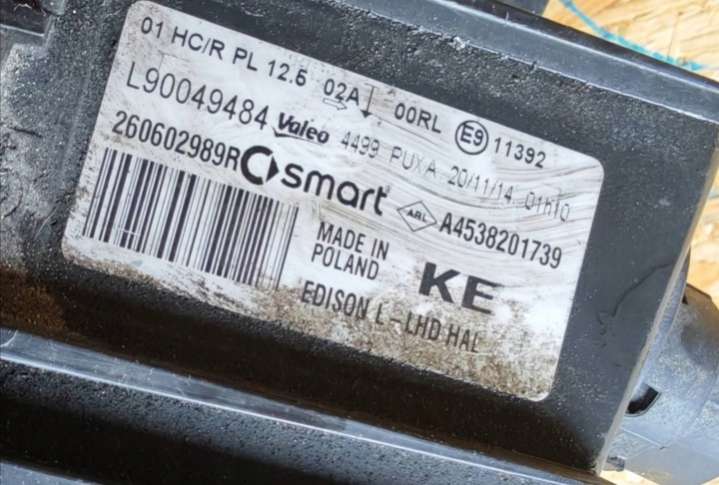 01 HC/R PL 12.5 02A 00RL E9 11392
L90049484 Valeo 4499 PUXA 20/11/14 01h10
260602989R smart ARL A4538201739
MADE IN
POLAND
KE
EDISON L-LHD HAL